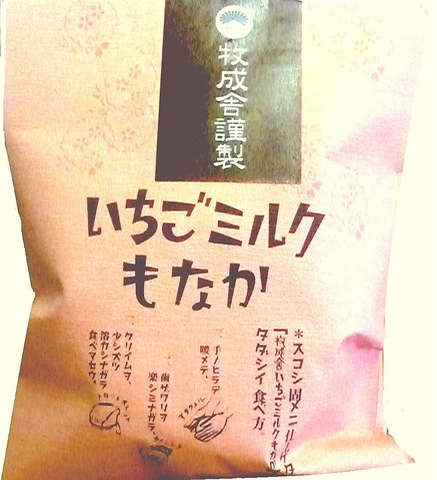 牧成舎謹製
いちごミルク
もなか
*スコシ固メニ仕上ゲタ
「牧成舎いちごミルクもなか」
タダシイ食ベ方。
一、手ノヒラデ
暖メテ、
一、歯ザワリヲ
楽シミナガラ、
一、クリイムヲ、
少シズツ
溶カシナガラ
食ベマセウ。